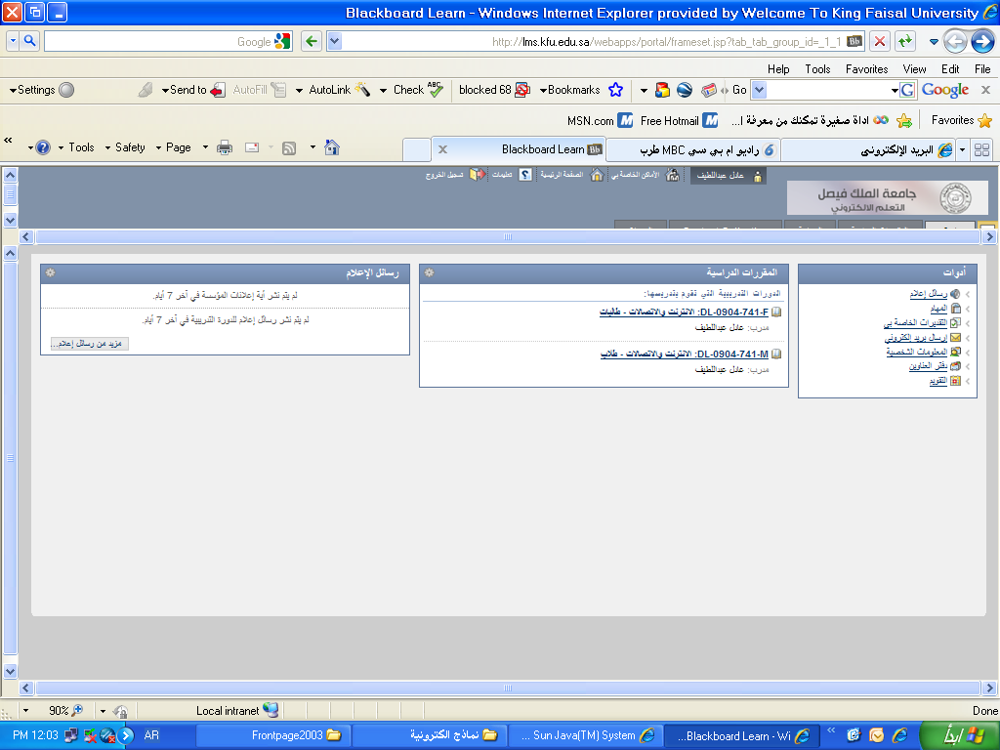 Blackboard Learn - Windows Internet Explorer provided by Welcome To King Faisal University
Google
http://lms.kfu.edu.sa/webapps/portal/frameset.jsp?tab_tab_group_id=_1_1
Bb
File Edit View Favorites Tools Help
Google
G
Go
Bookmarks
blocked 68
Check
AutoLink
AutoFill
Send to
Settings
Favorites
اداة صغيرة تمكنك من معرفة ا...
Free Hotmail
MSN.com
البريد الإلكتروني
راديو ام بي سي MBC طرب
Blackboard Learn
Page
Safety
Tools
جامعة الملك فيصل
التعلم الالكتروني
عادل عبداللطيف
الأماكن الخاصة بي
الصفحة الرئيسية
تعليمات
تسجيل الخروج
أدوات
رسائل إعلام
المهام
التقديرات الخاصة بي
إرسال بريد إلكتروني
المعلومات الشخصية
دفتر العناوين
التقويم
المقررات الدراسية
الدورات التدريبية التي تقوم بتدريسها:
DL-0904-741-F: الانترنت والاتصالات - طالبات
مدرب: عادل عبداللطيف
DL-0904-741-M: الانترنت والاتصالات - طلاب
مدرب: عادل عبداللطيف
رسائل الإعلام
لم يتم نشر أية إعلانات المؤسسة في آخر 7 أيام.
لم يتم نشر رسائل إعلام للدورة التدريبية في آخر 7 أيام.
مزيد من رسائل إعلام...
Done
Local intranet
90%
ابدأ
Blackboard Learn - Wi...
Sun Java(TM) System ...
نماذج الكترونية
Frontpage2003
AR
PM 12:03